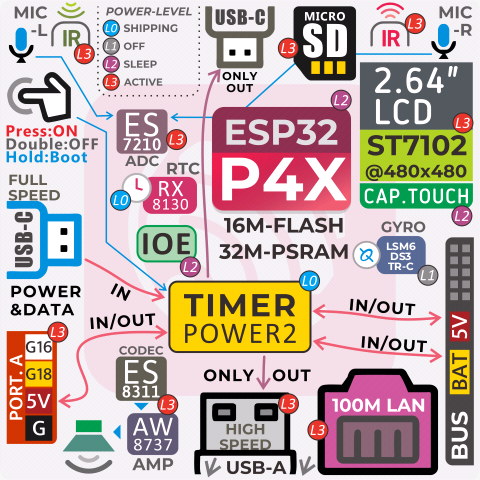 MIC
-L
IR
L3
POWER-LEVEL
L0 SHIPPING
L1 OFF
L2 SLEEP
L3 ACTIVE
USB-C
ONLY
OUT
MICRO
SD
L3
IR
L3
MIC
-R
Press:ON
Double:OFF
Hold:Boot
ES
7210
L3
ADC
L2
ESP32
P4X
16M-FLASH
32M-PSRAM
2.64"
LCD
L3
ST7102
@480x480
CAP.TOUCH
L2
RTC
RX
8130
L0
IOE
L2
FULL
SPEED
USB-C
POWER
&DATA
GYRO
LSM6
DS3
TR-C
L1
IN
IN/OUT
L0
TIMER
POWER2
IN/OUT
IN/OUT
5V
BAT
BUS
PORT. A
L3
G16
G18
5V
G
CODEC
ES
8311
L3
AW
8737
AMP
ONLY OUT
L3
HIGH
SPEED
USB-A
L3
100M LAN